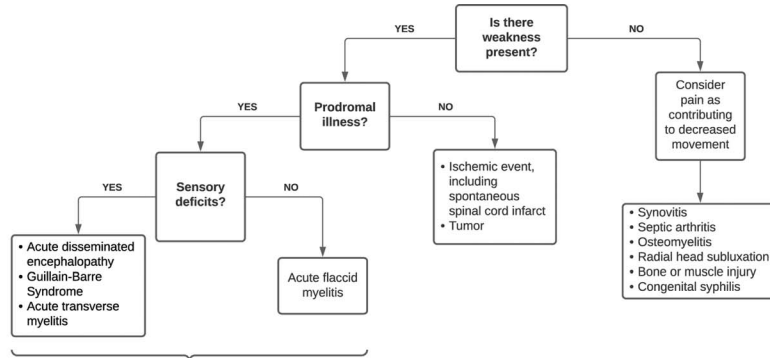 Is there
weakness
present?
YES
NO
Prodromal
illness?
Consider
pain as
contributing
to decreased
movement
YES
NO
Sensory
deficits?
• Ischemic event,
including
spontaneous
spinal cord infarct
• Tumor
YES
NO
• Synovitis
• Septic arthritis
• Osteomyelitis
• Radial head subluxation
• Bone or muscle injury
• Congenital syphilis
• Acute disseminated
encephalopathy
• Guillain-Barre
Syndrome
• Acute transverse
myelitis
Acute flaccid
myelitis